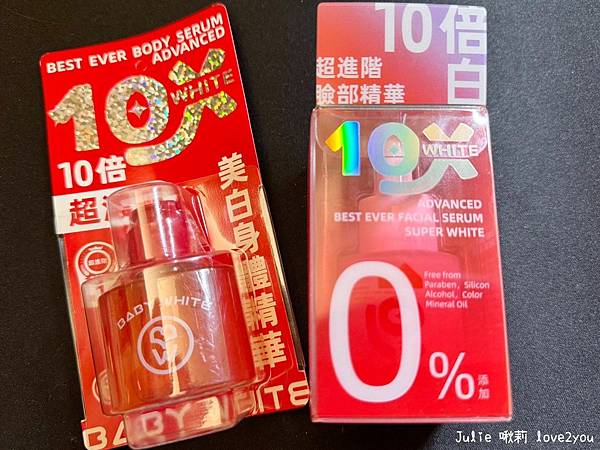 BEST EVER BODY SERUM
ADVANCED
10X
WHITE
10倍
超進
美白身體精華
BABY WHITE
BABY WHITE
10倍
白
超進階
臉部精華
10X
WHITE
ADVANCED
BEST EVER FACIAL SERUM
SUPER WHITE
Free from
Paraben, Silicon
Alcohol, Color
Mineral Oil
0%
添加
Julie 啾莉 love2you